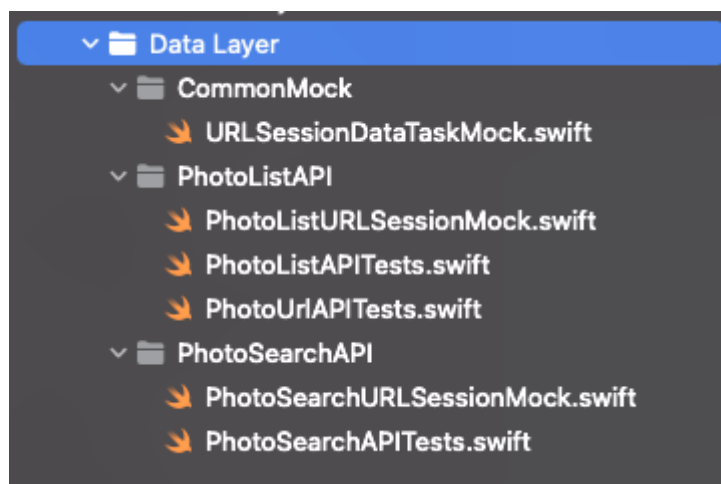 Data Layer
CommonMock
URLSessionDataTaskMock.swift
PhotoListAPI
PhotoListURLSessionMock.swift
PhotoListAPITests.swift
PhotoUrlAPITests.swift
PhotoSearchAPI
PhotoSearchURLSessionMock.swift
PhotoSearchAPITests.swift